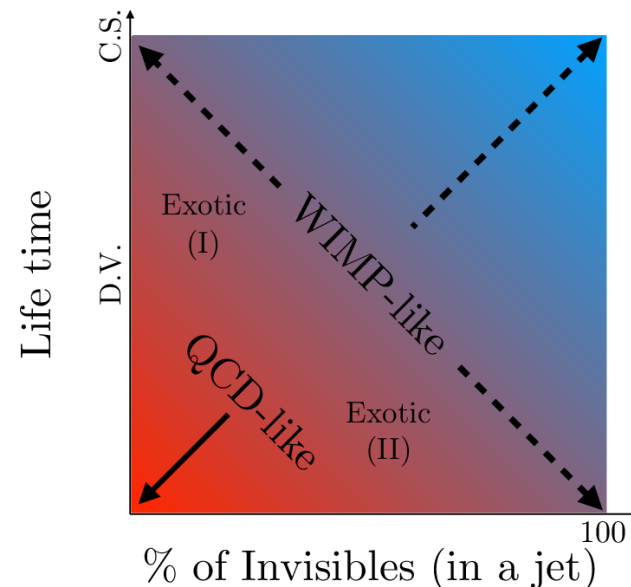 C.S.
Life time
D.V.
Exotic
(I)
WIMP-like
QCD-like
Exotic
(II)
100
% of Invisibles (in a jet)